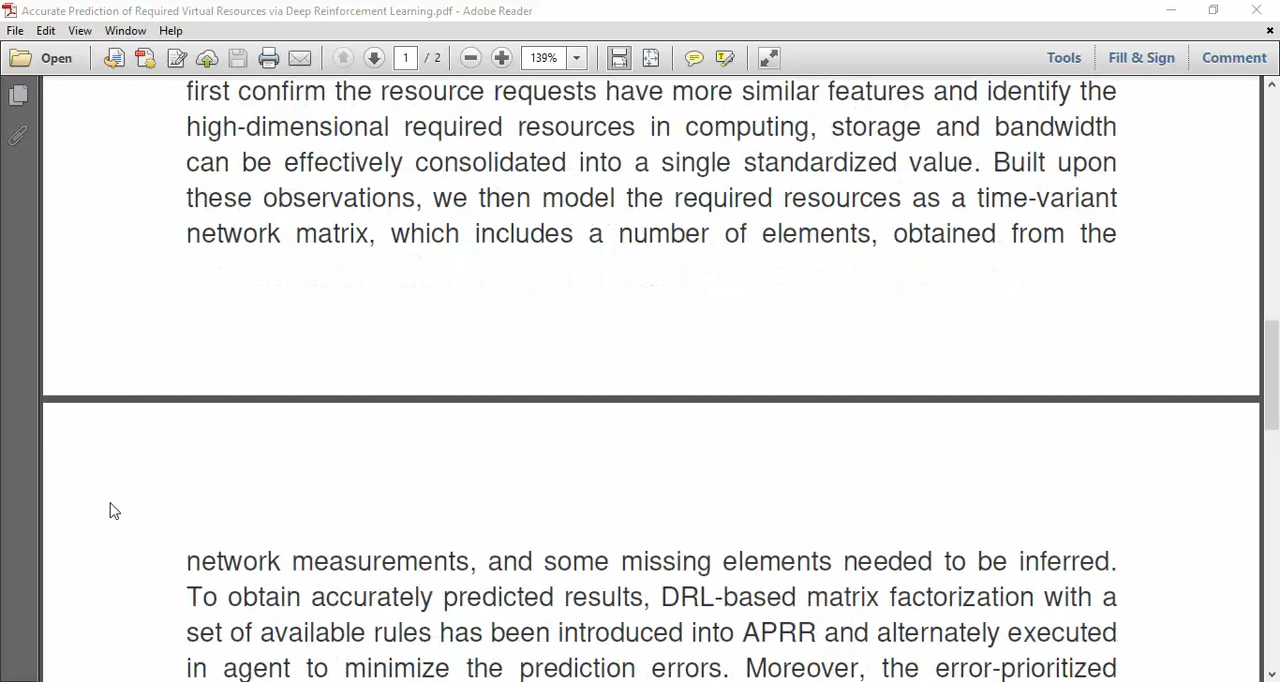 Accurate Prediction of Required Virtual Resources via Deep Reinforcement Learning.pdf - Adobe Reader
File Edit View Window Help
Open 1 / 2 139% Tools Fill & Sign Comment
first confirm the resource requests have more similar features and identify the
high-dimensional required resources in computing, storage and bandwidth
can be effectively consolidated into a single standardized value. Built upon
these observations, we then model the required resources as a time-variant
network matrix, which includes a number of elements, obtained from the
network measurements, and some missing elements needed to be inferred.
To obtain accurately predicted results, DRL-based matrix factorization with a
set of available rules has been introduced into APRR and alternately executed
in agent to minimize the prediction errors. Moreover, the error-prioritized